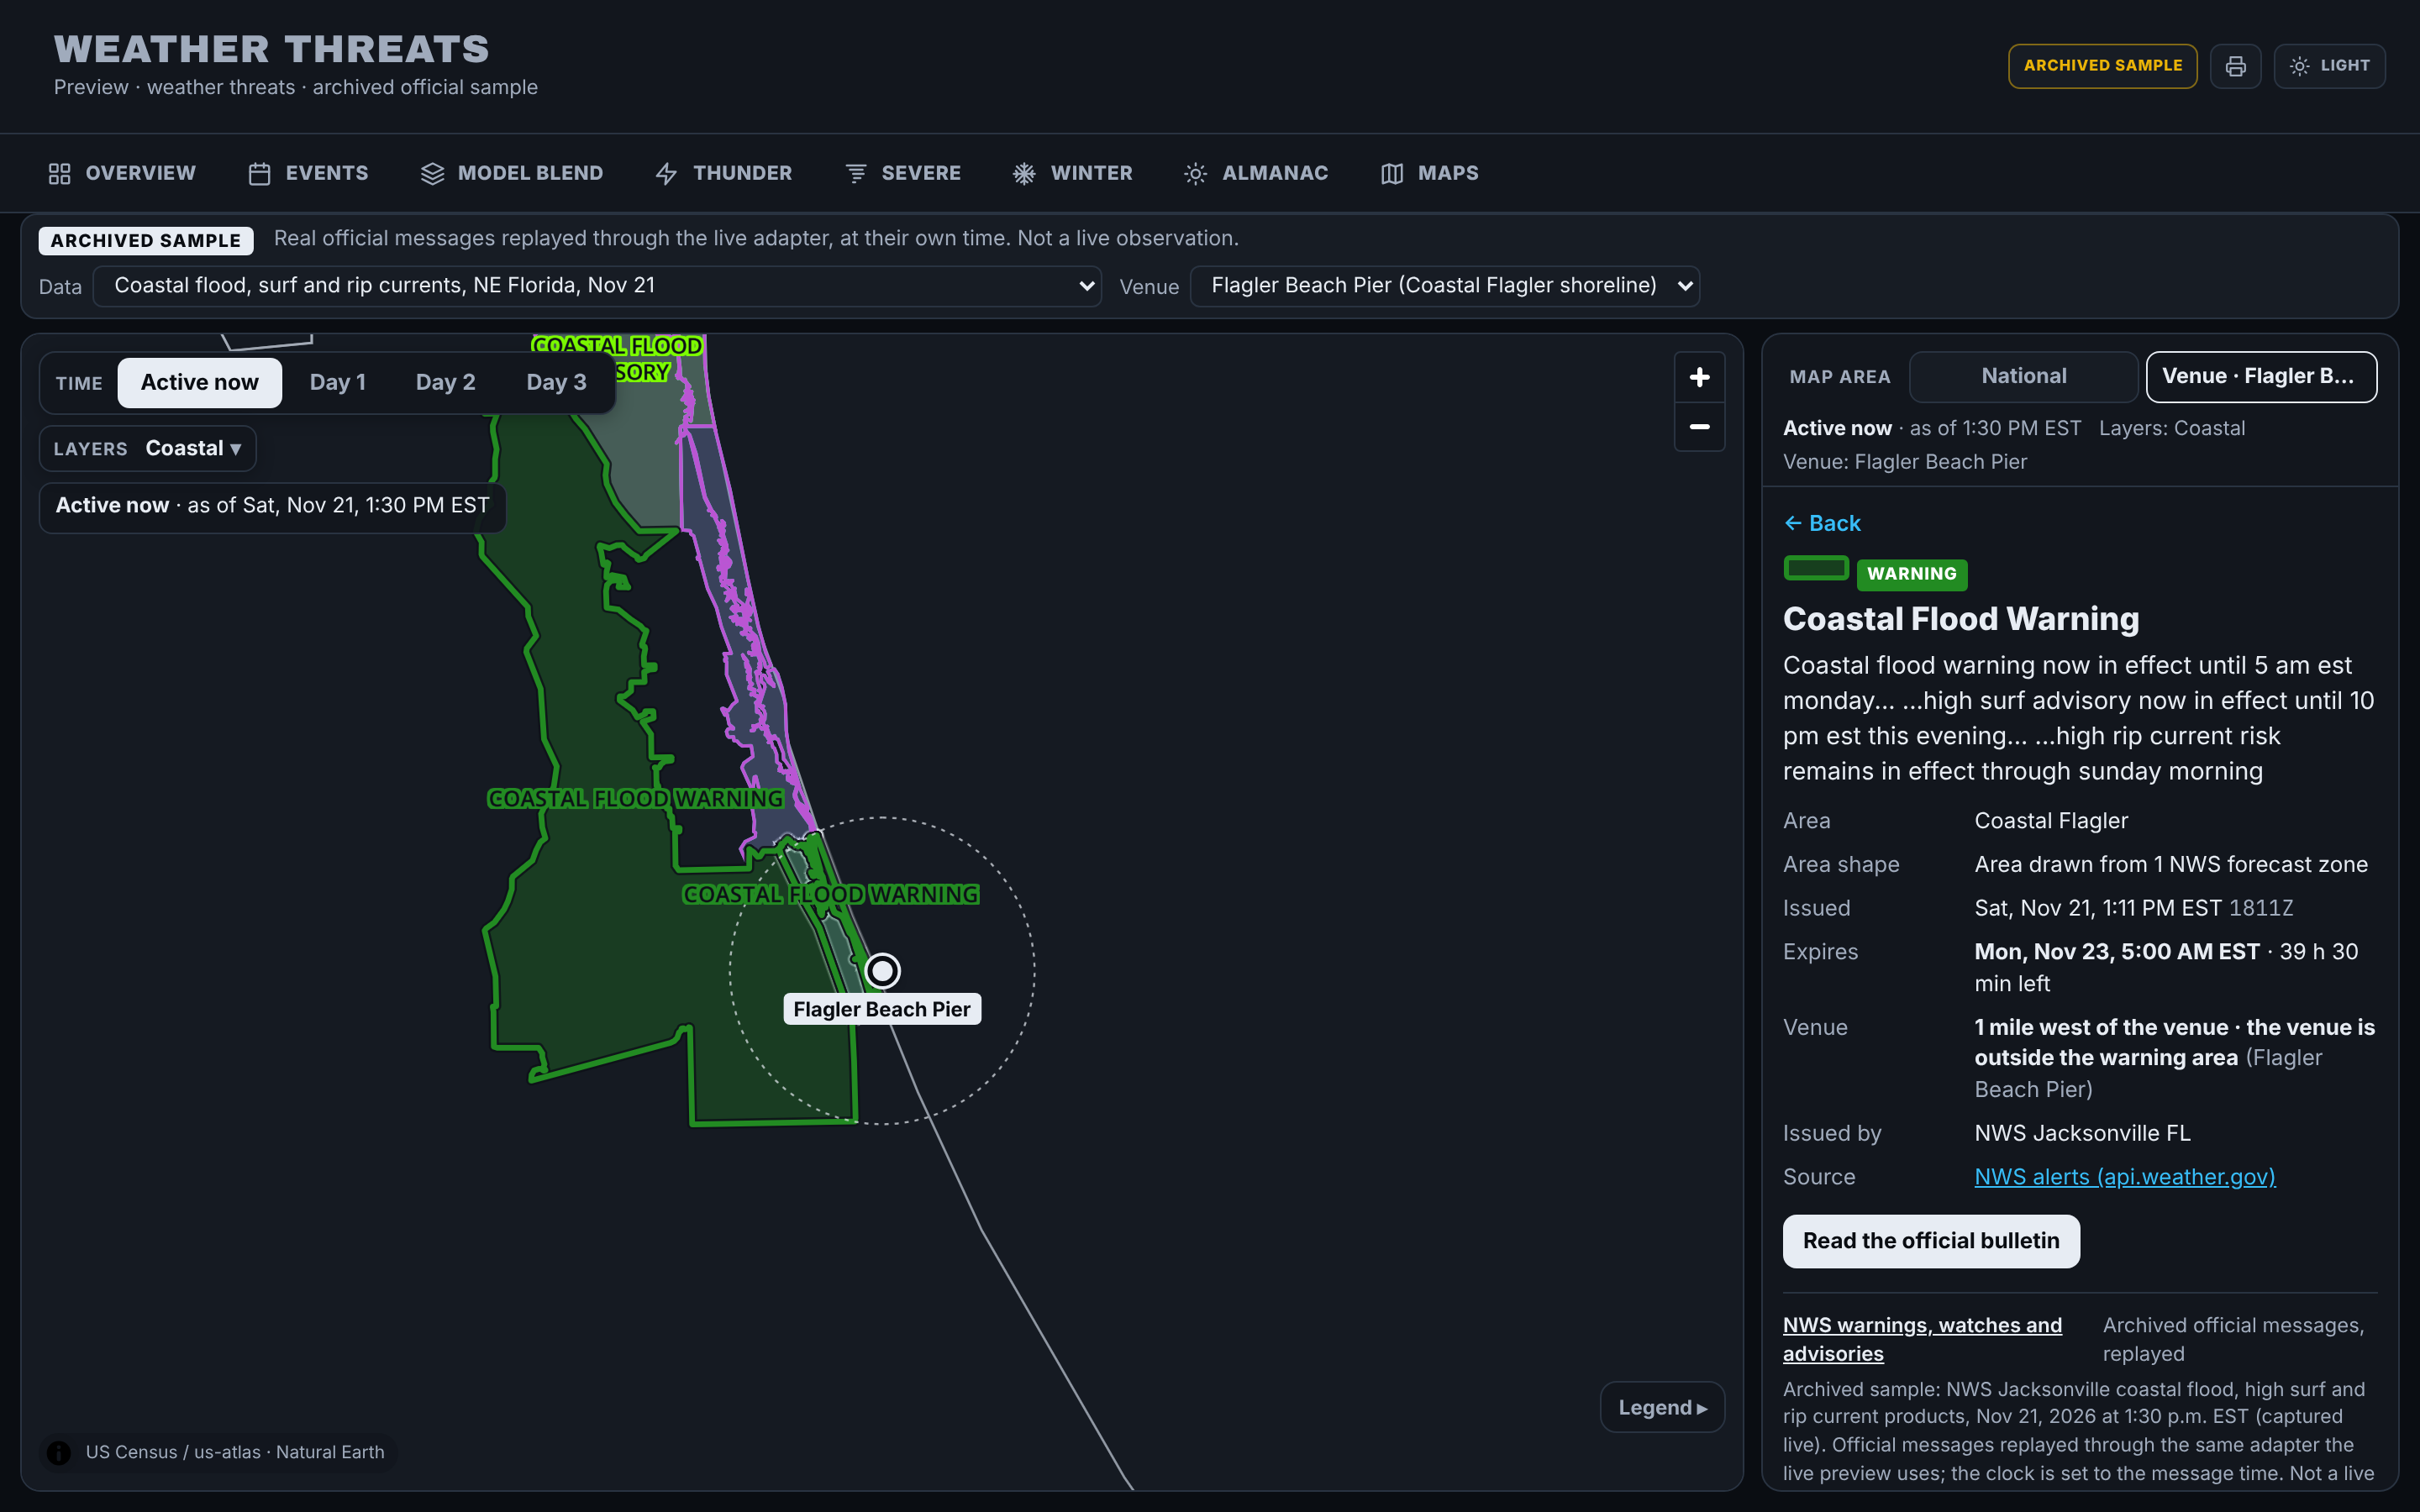 WEATHER THREATS
Preview · weather threats · archived official sample
ARCHIVED SAMPLE
LIGHT
OVERVIEW
EVENTS
MODEL BLEND
THUNDER
SEVERE
WINTER
ALMANAC
MAPS
ARCHIVED SAMPLE Real official messages replayed through the live adapter, at their own time. Not a live observation.
Data Coastal flood, surf and rip currents, NE Florida, Nov 21
Venue Flagler Beach Pier (Coastal Flagler shoreline)
COASTAL FLOOD
SORY
TIME Active now Day 1 Day 2 Day 3
LAYERS Coastal ▾
Active now · as of Sat, Nov 21, 1:30 PM EST
+
−
COASTAL FLOOD WARNING
COASTAL FLOOD WARNING
Flagler Beach Pier
Legend ▸
US Census / us-atlas · Natural Earth
MAP AREA National Venue · Flagler B...
Active now · as of 1:30 PM EST Layers: Coastal
Venue: Flagler Beach Pier
← Back
WARNING
Coastal Flood Warning
Coastal flood warning now in effect until 5 am est
monday... ...high surf advisory now in effect until 10
pm est this evening... ...high rip current risk
remains in effect through sunday morning
Area Coastal Flagler
Area shape Area drawn from 1 NWS forecast zone
Issued Sat, Nov 21, 1:11 PM EST 1811Z
Expires Mon, Nov 23, 5:00 AM EST · 39 h 30
min left
Venue 1 mile west of the venue · the venue is
outside the warning area (Flagler
Beach Pier)
Issued by NWS Jacksonville FL
Source NWS alerts (api.weather.gov)
Read the official bulletin
NWS warnings, watches and
advisories
Archived official messages,
replayed
Archived sample: NWS Jacksonville coastal flood, high surf and
rip current products, Nov 21, 2026 at 1:30 p.m. EST (captured
live). Official messages replayed through the same adapter the
live preview uses; the clock is set to the message time. Not a live